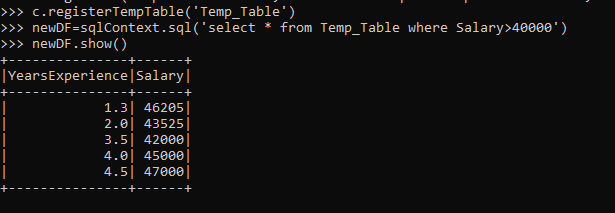 >>> c.registerTempTable('Temp_Table')
>>> newDF=sqlContext.sql('select * from Temp_Table where Salary>40000')
>>> newDF.show()
+---------------+------+
|YearsExperience|Salary|
+---------------+------+
|            1.3| 46205|
|            2.0| 43525|
|            3.5| 42000|
|            4.0| 45000|
|            4.5| 47000|
+---------------+------+